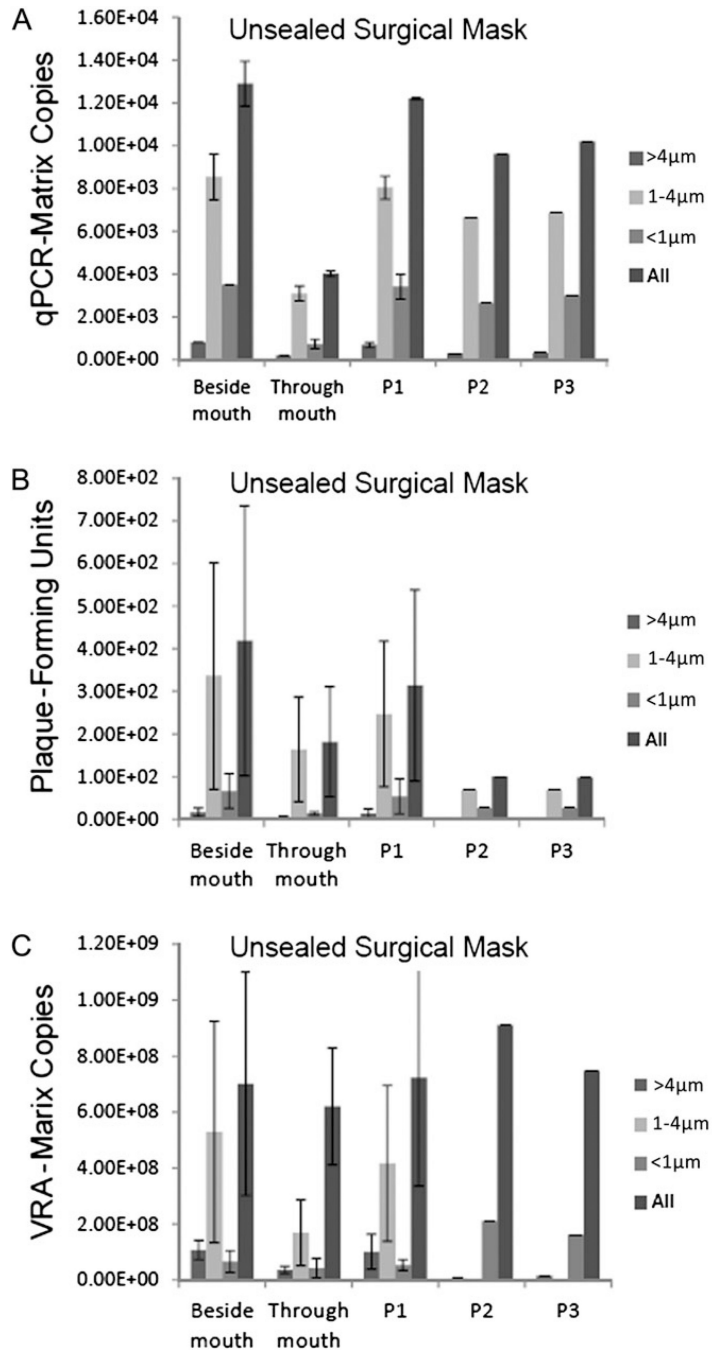 A
Unsealed Surgical Mask
qPCR-Matrix Copies
1.60E+04
1.40E+04
1.20E+04
1.00E+04
8.00E+03
6.00E+03
4.00E+03
2.00E+03
0.00E+00
Beside mouth
Through mouth
P1
P2
P3
>4μm
1-4μm
<1μm
All
B
Unsealed Surgical Mask
Plaque-Forming Units
8.00E+02
7.00E+02
6.00E+02
5.00E+02
4.00E+02
3.00E+02
2.00E+02
1.00E+02
0.00E+00
Beside mouth
Through mouth
P1
P2
P3
>4μm
1-4μm
<1μm
All
C
Unsealed Surgical Mask
VRA-Marix Copies
1.20E+09
1.00E+09
8.00E+08
6.00E+08
4.00E+08
2.00E+08
0.00E+00
Beside mouth
Through mouth
P1
P2
P3
>4μm
1-4μm
<1μm
All